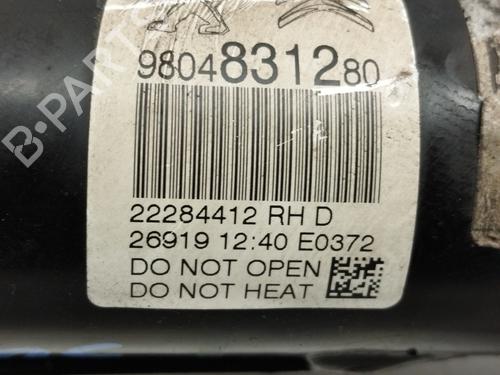 9804831280
22284412 RH D
26919 12:40 E0372
DO NOT OPEN
DO NOT HEAT
B-PARTS